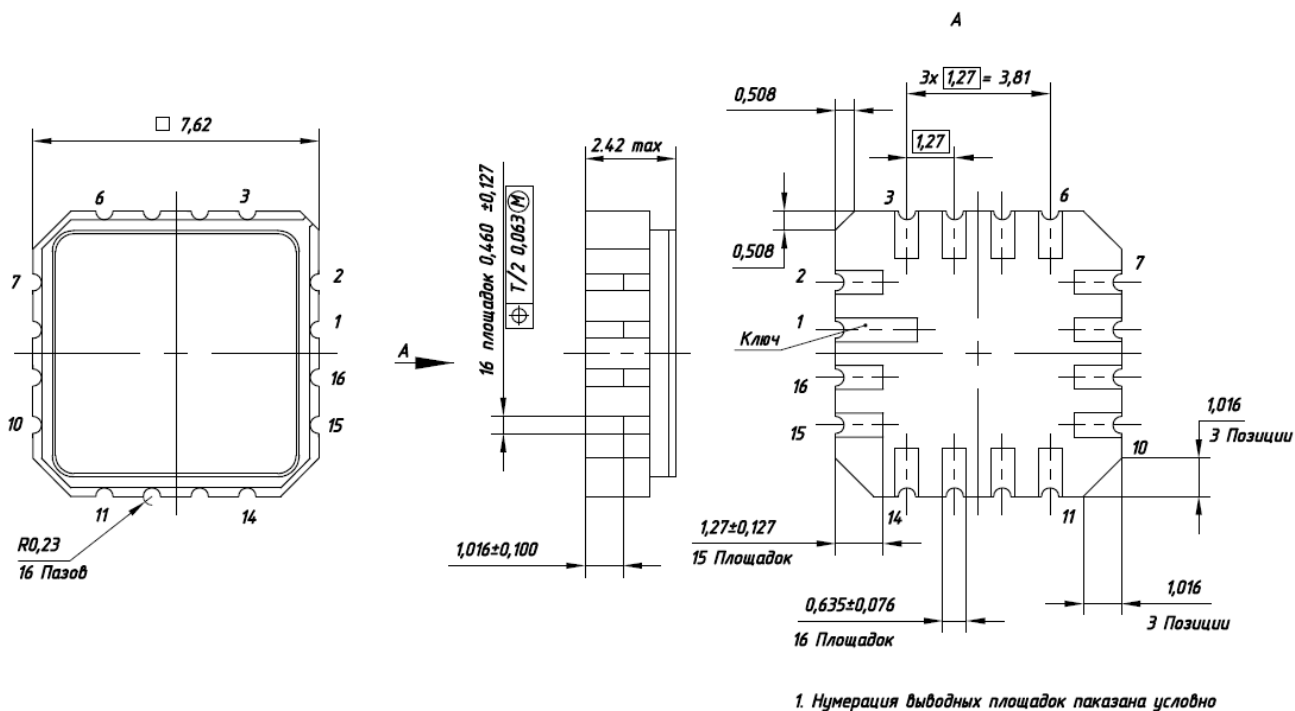 А
3x 1,27 = 3,81
0,508
□ 7,62
2.42 max
1,27
16 площадок 0,460 ±0,127
⌖ T/2 0,063 Ⓜ
6
3
3
6
0,508
7
2
2
7
1
1
Ключ
А
16
16
10
15
15
1,016
3 Позиции
10
11
14
14
11
R0,23
16 Пазов
1,016±0,100
1,27±0,127
15 Площадок
0,635±0,076
16 Площадок
1,016
3 Позиции
1. Нумерация выводных площадок паказана условно